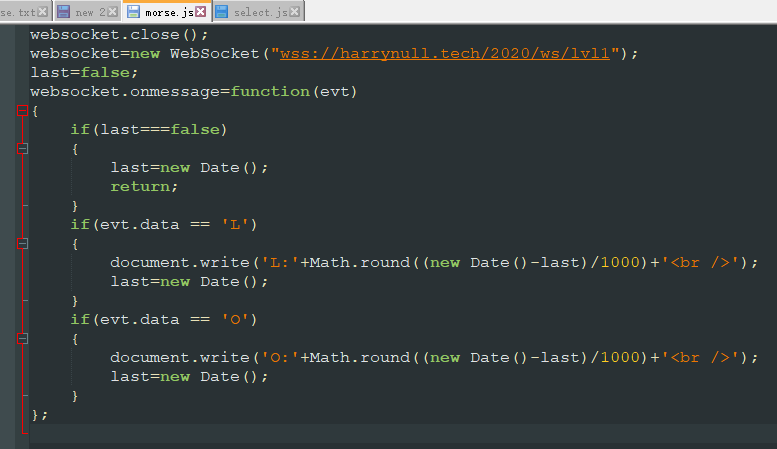 se.txt new 2 morse.js select.js
websocket.close();
websocket=new WebSocket("wss://harrynull.tech/2020/ws/lvl1");
last=false;
websocket.onmessage=function(evt)
{
    if(last===false)
    {
        last=new Date();
        return;
    }
    if(evt.data == 'L')
    {
        document.write('L:'+Math.round((new Date()-last)/1000)+'<br />');
        last=new Date();
    }
    if(evt.data == 'O')
    {
        document.write('O:'+Math.round((new Date()-last)/1000)+'<br />');
        last=new Date();
    }
};